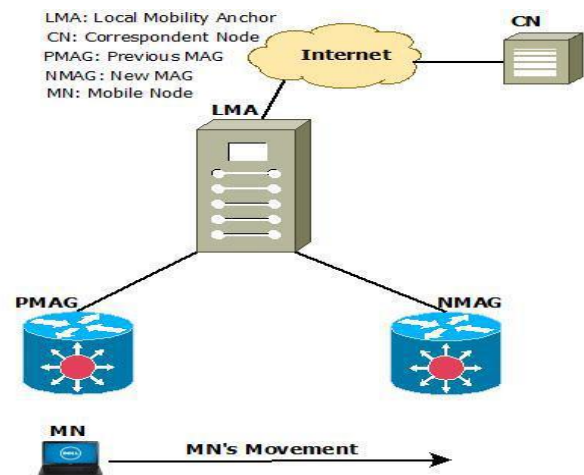 LMA: Local Mobility Anchor
CN: Correspondent Node
PMAG: Previous MAG
NMAG: New MAG
MN: Mobile Node
CN
Internet
LMA
PMAG
NMAG
MN
DELL
MN's Movement